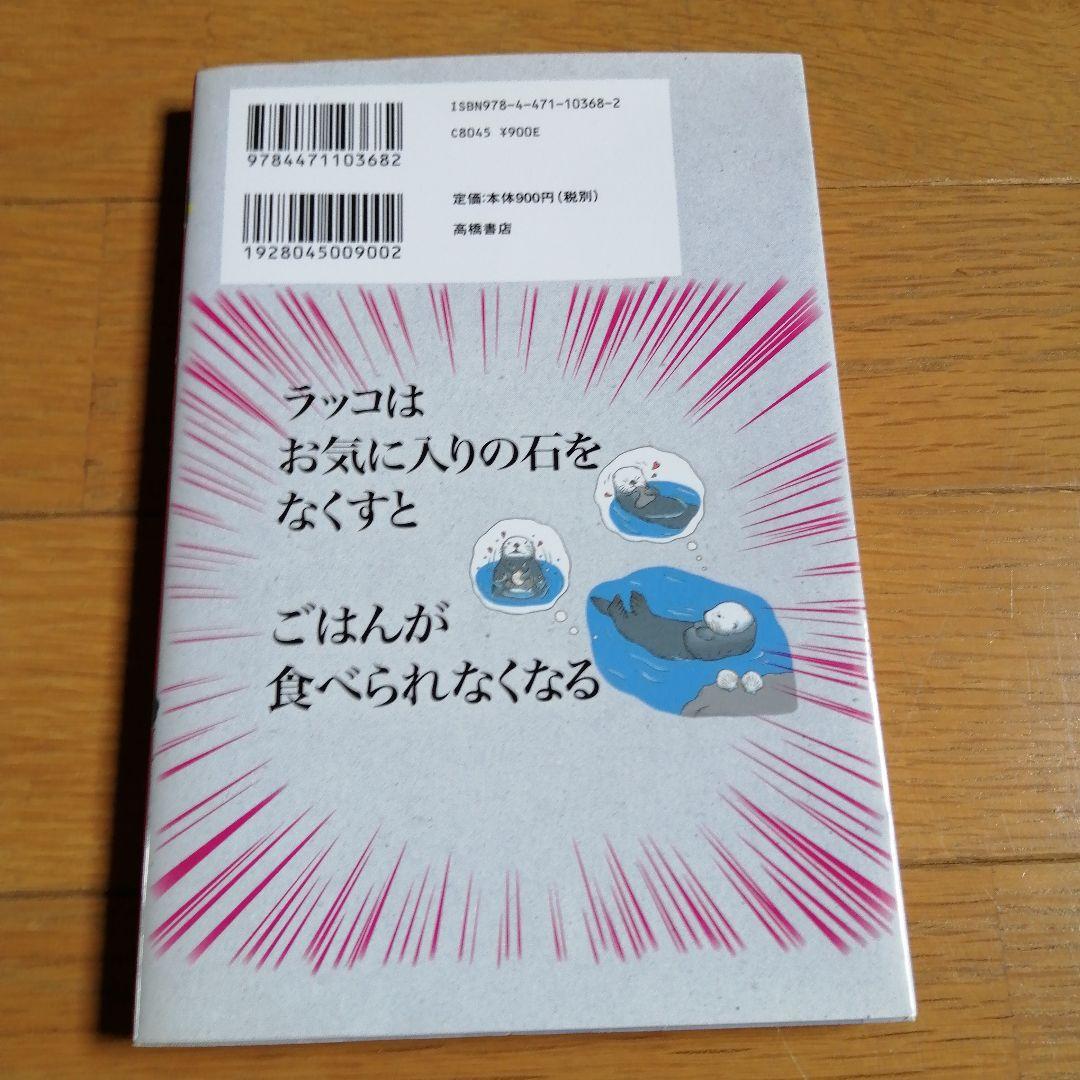 ISBN978-4-471-10368-2
C8045 ¥900E
9784471103682
定価:本体900円(税別)
高橋書店
1928045009002
ラッコは
お気に入りの石を
なくすと
ごはんが
食べられなくなる